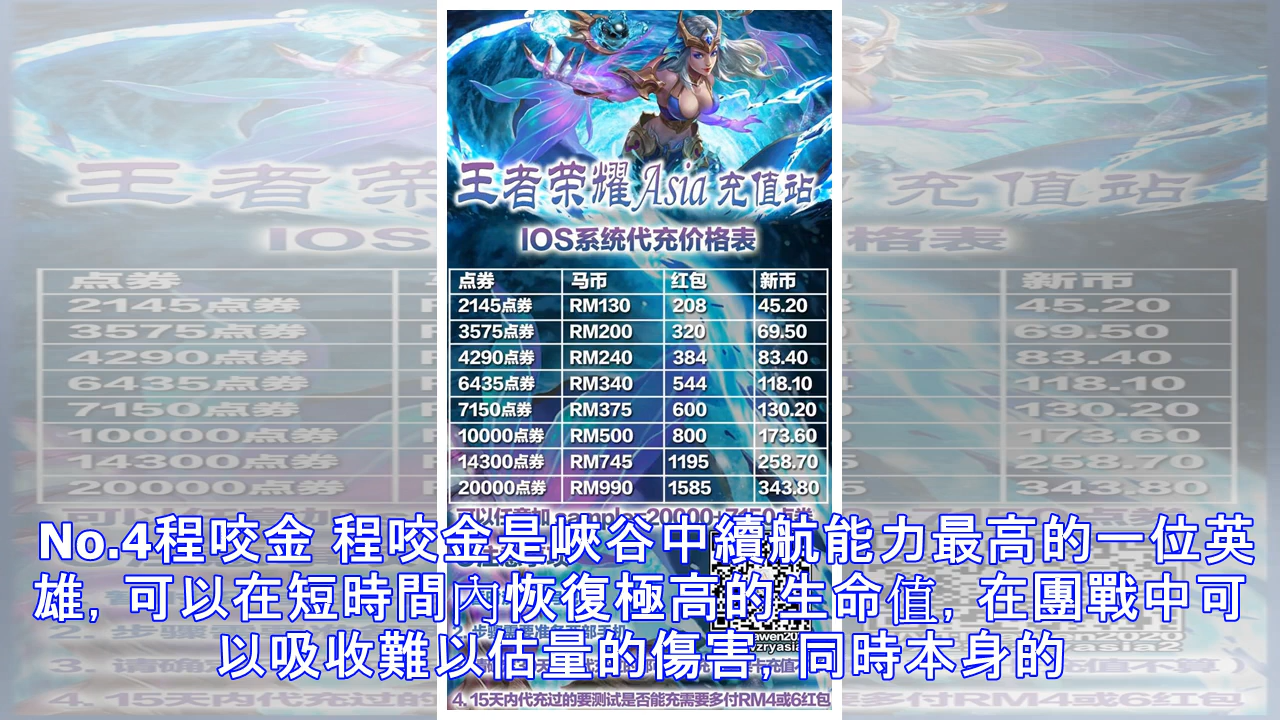 王者荣耀Asia充值站
IOS系统代充价格表
点券 马币 红包 新币
2145点券 RM130 208 45.20
3575点券 RM200 320 69.50
4290点券 RM240 384 83.40
6435点券 RM340 544 118.10
7150点券 RM375 600 130.20
10000点券 RM500 800 173.60
14300点券 RM745 1195 258.70
20000点券 RM990 1585 343.80
No.4程咬金 程咬金是峽谷中續航能力最高的一位英
雄, 可以在短時間內恢復極高的生命值, 在團戰中可
以吸收難以估量的傷害, 同時本身的
4. 15天内代充过的要测试是否能充需要多付RM4或6红包